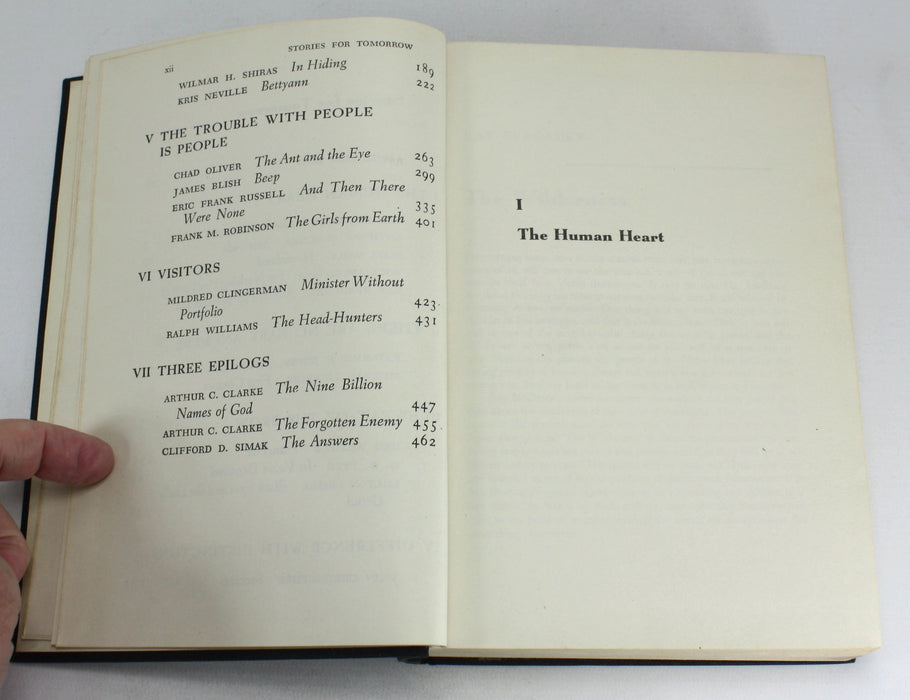 xii
STORIES FOR TOMORROW
WILMAR H. SHIRAS In Hiding 189
KRIS NEVILLE Bettyann 222
V THE TROUBLE WITH PEOPLE
IS PEOPLE
CHAD OLIVER The Ant and the Eye 263
JAMES BLISH Beep 299
ERIC FRANK RUSSELL And Then There
Were None 335
FRANK M. ROBINSON The Girls from Earth 401
VI VISITORS
MILDRED CLINGERMAN Minister Without
Portfolio 423
RALPH WILLIAMS The Head-Hunters 431
VII THREE EPILOGS
ARTHUR C. CLARKE The Nine Billion
Names of God 447
ARTHUR C. CLARKE The Forgotten Enemy 455
CLIFFORD D. SIMAK The Answers 462
I
The Human Heart